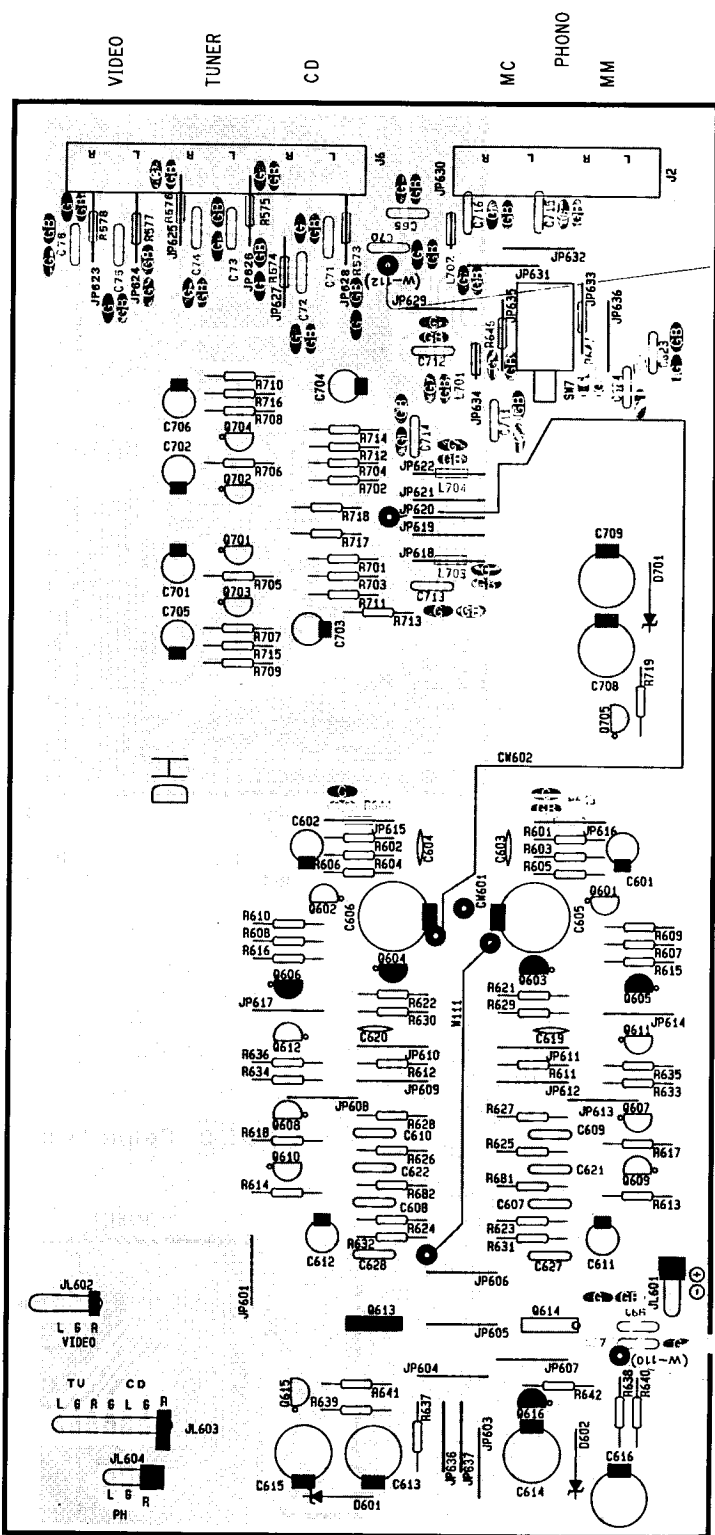 VIDEO TUNER CD MC PHONO MM
R L R L R L J6 JP630 R L R L J2
C76 R578 JP623 C75 JP624 R577 JP625 R576 C74 C73 JP626 R575 JP627 R574 C72 C71 JP628 R573
C65 C70 (W-112) L702 C716 C715 JP632 JP631
JP629 JP635 R646 JP633 JP636
C712 L701 JP634 SW7
C706 R710 R716 R708 C704
C702 Q704 R706 Q702
R714 R712 R704 R702 C714 JP622 L704
R718 JP621 JP620 JP619
R717 JP618 L703
C701 Q701 R705 Q703 C705
R701 R703 R711 R713 C713
R707 R715 R709 C703
C709 D701 C708 R719 Q705
DH CW602
C602 JP615 R602 R604 R606 C604
C603 R601 R603 R605 JP616 C601
Q602 C606 CW601 C605 Q601
R610 R608 R616 Q606 Q604
Q603 R609 R607 R615 Q605
JP617 R622 R630 C620 W111 R621 R629 C619 JP614
Q612 R636 R634 JP610 R612 JP609
JP611 R611 JP612 Q611 R635 R633
JP608 Q608 R618 Q610 R614
R628 C610 R626 C622 R682 C608 R624 R632 C628
R627 C609 R625 C621 R681 C607 R623 R631 C627
JP613 Q607 R617 Q609 R613
C612 C611
JP601 JP606 JL601 ⊕ ⊖
JL602 L G R VIDEO
Q613 JP605 Q614
JP604 JP607 (W-110)
TV CD
L G R G L G R JL603
Q615 R641 R639 R637 JP636 JP637 JP603
Q616 R642 D602 R638 R640
JL604 L G R PH
C615 D601 C613 C614 C616